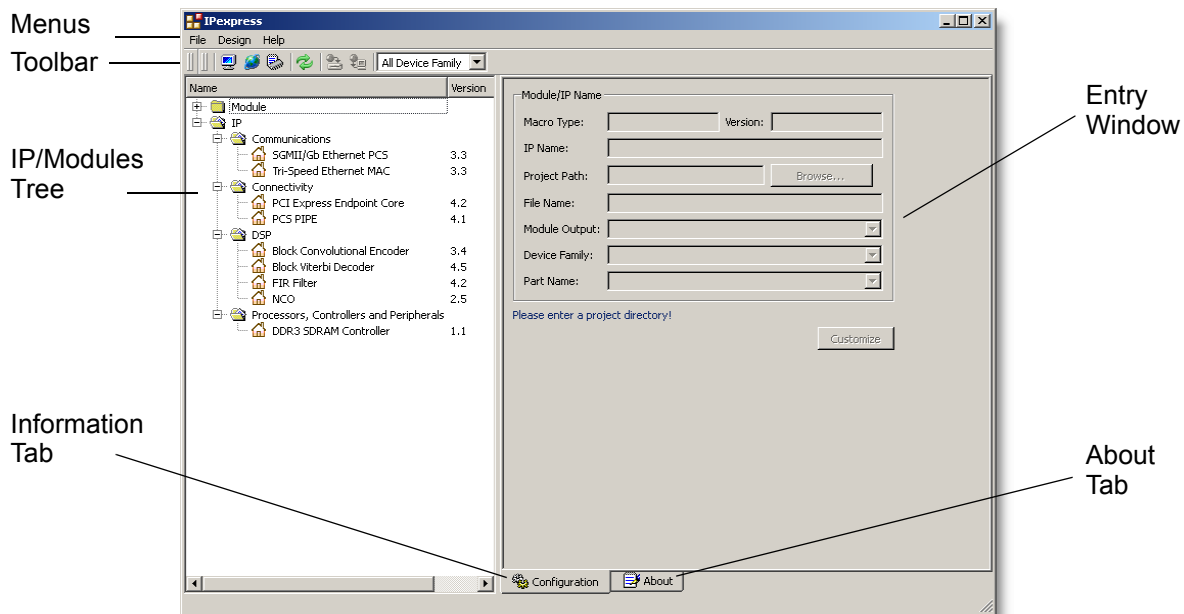 Menus
Toolbar
IP/Modules
Tree
Information
Tab
Entry
Window
About
Tab
IPexpress
File Design Help
All Device Family
Name Version
Module
IP
Communications
SGMII/Gb Ethernet PCS 3.3
Tri-Speed Ethernet MAC 3.3
Connectivity
PCI Express Endpoint Core 4.2
PCS PIPE 4.1
DSP
Block Convolutional Encoder 3.4
Block Viterbi Decoder 4.5
FIR Filter 4.2
NCO 2.5
Processors, Controllers and Peripherals
DDR3 SDRAM Controller 1.1
Module/IP Name
Macro Type: Version:
IP Name:
Project Path: Browse...
File Name:
Module Output:
Device Family:
Part Name:
Please enter a project directory!
Customize
Configuration About